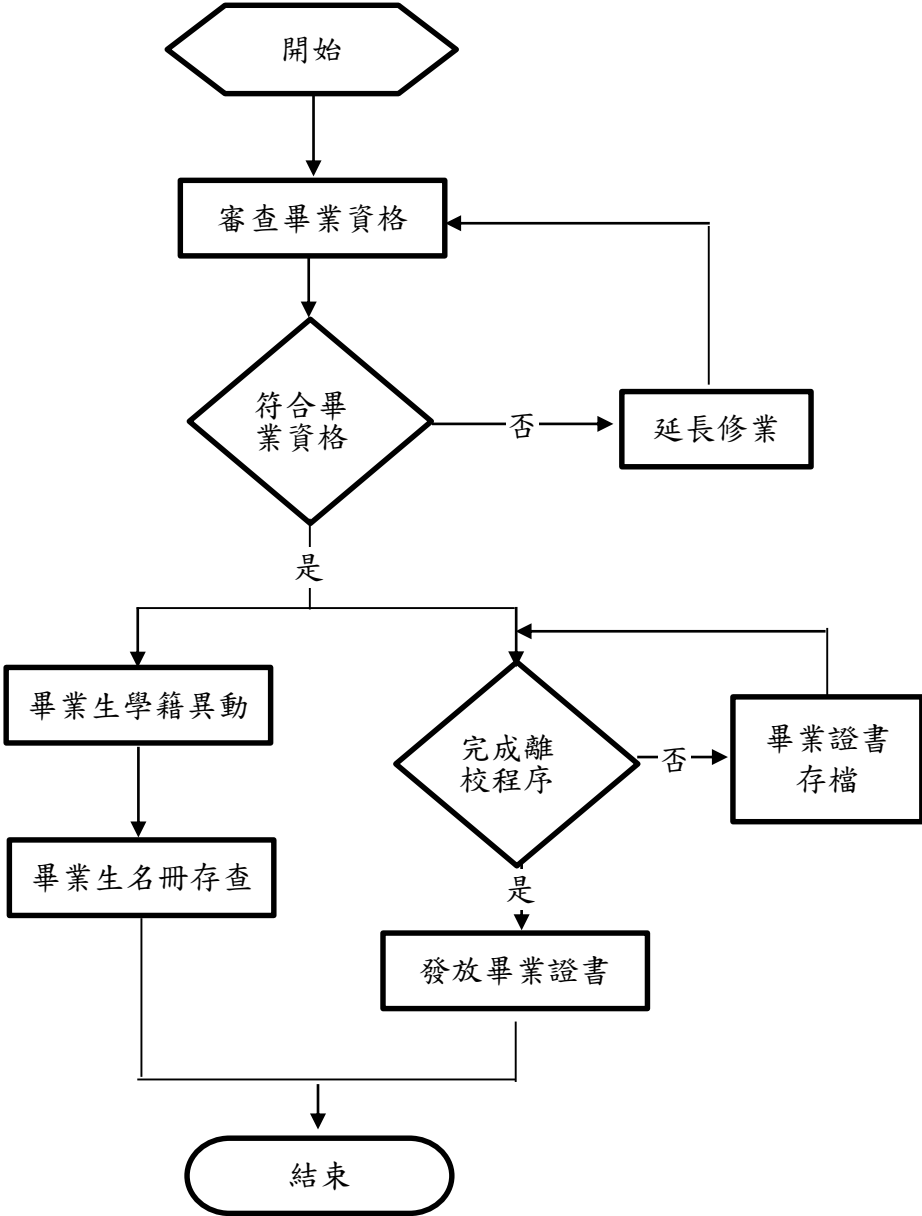 開始
審查畢業資格
符合畢
業資格
否
延長修業
是
畢業生學籍異動
完成離
校程序
否
畢業證書
存檔
畢業生名冊存查
是
發放畢業證書
結束